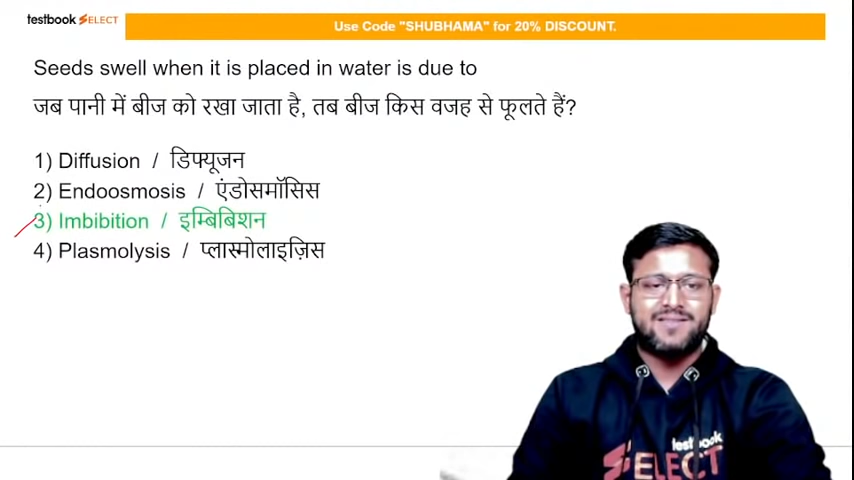 testbook SELECT
Use Code "SHUBHAMA" for 20% DISCOUNT.
Seeds swell when it is placed in water is due to
जब पानी में बीज को रखा जाता है, तब बीज किस वजह से फूलते हैं?
1) Diffusion / डिफ्यूजन
2) Endoosmosis / एंडोसमॉसिस
3) Imbibition / इम्बिबिशन
4) Plasmolysis / प्लास्मोलाइज़िस
testbook
SELECT